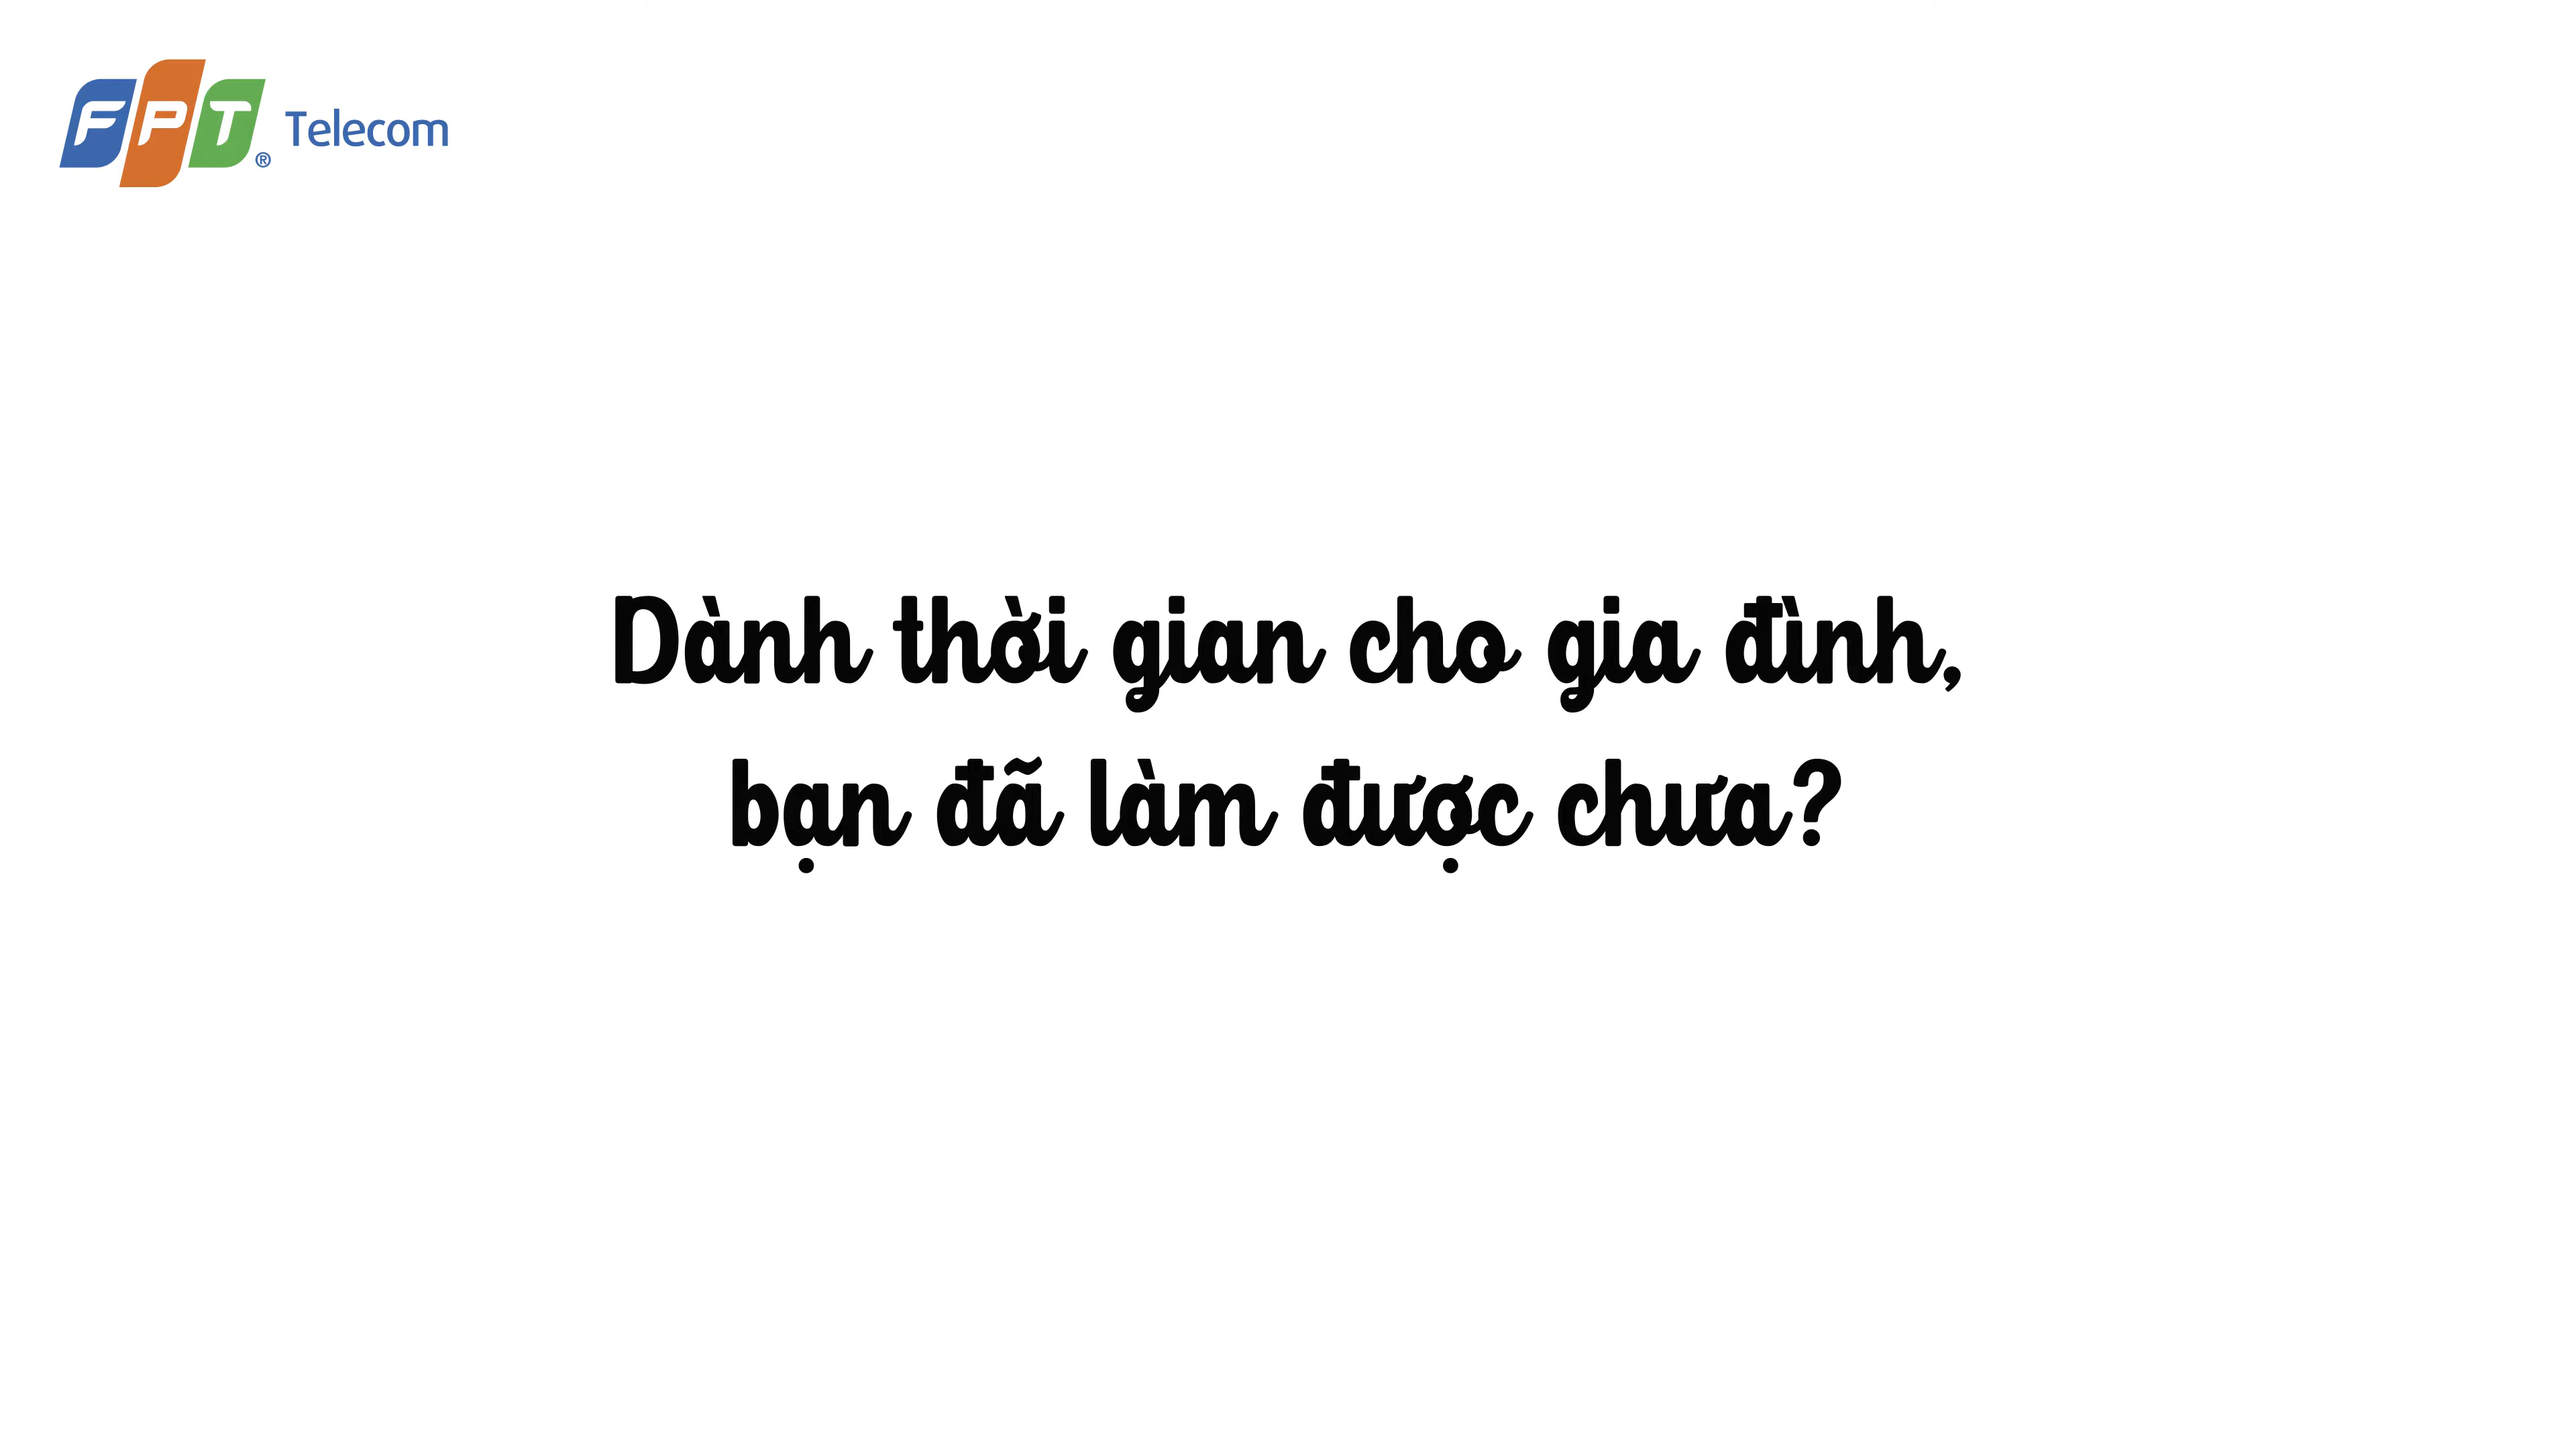 FPT® Telecom
Dành thời gian cho gia đình,
bạn đã làm được chưa?